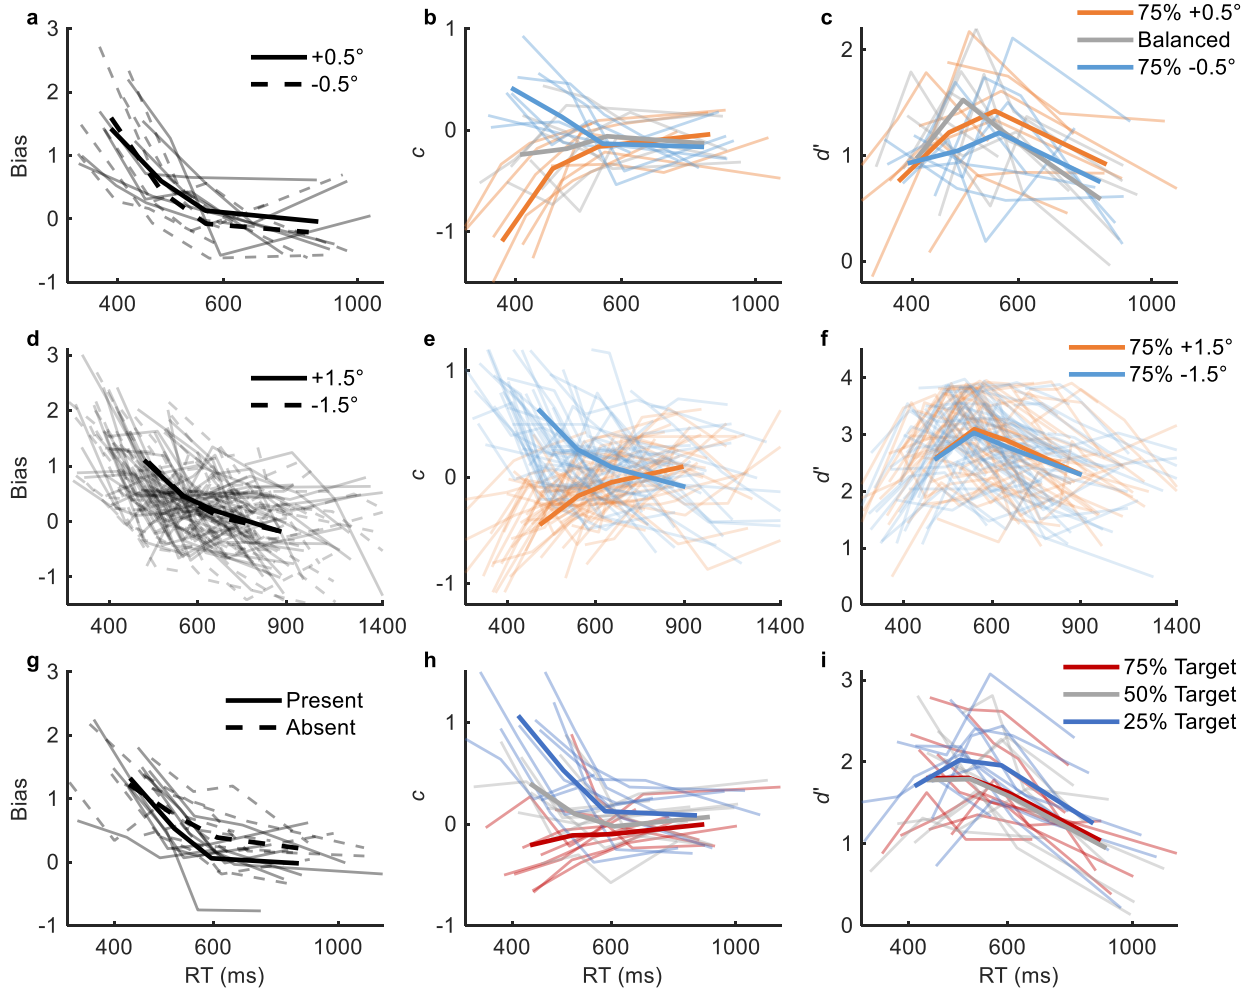 a
Bias
3
2
1
0
-1
400
600
1000
+0.5°
-0.5°
b
c
1
0
-1
400
600
1000
c
d'
2
1
0
400
600
1000
75% +0.5°
Balanced
75% -0.5°
d
Bias
3
2
1
0
-1
400
600
900
1400
+1.5°
-1.5°
e
c
1
0
-1
400
600
900
1400
f
d'
4
3
2
1
0
400
600
900
1400
75% +1.5°
75% -1.5°
g
Bias
3
2
1
0
-1
400
600
1000
RT (ms)
Present
Absent
h
c
1
0
-1
400
600
1000
RT (ms)
i
d'
3
2
1
0
400
600
1000
RT (ms)
75% Target
50% Target
25% Target